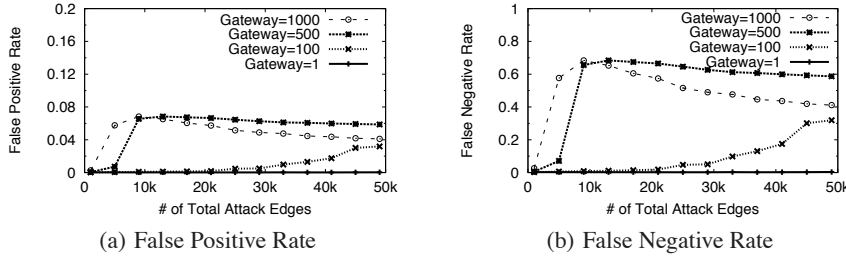 False Positive Rate
0.2
0.16
0.12
0.08
0.04
0
Gateway=1000
Gateway=500
Gateway=100
Gateway=1
0 10k 20k 30k 40k 50k
# of Total Attack Edges
(a) False Positive Rate
False Negative Rate
1
0.8
0.6
0.4
0.2
0
Gateway=1000
Gateway=500
Gateway=100
Gateway=1
0 10k 20k 30k 40k 50k
# of Total Attack Edges
(b) False Negative Rate